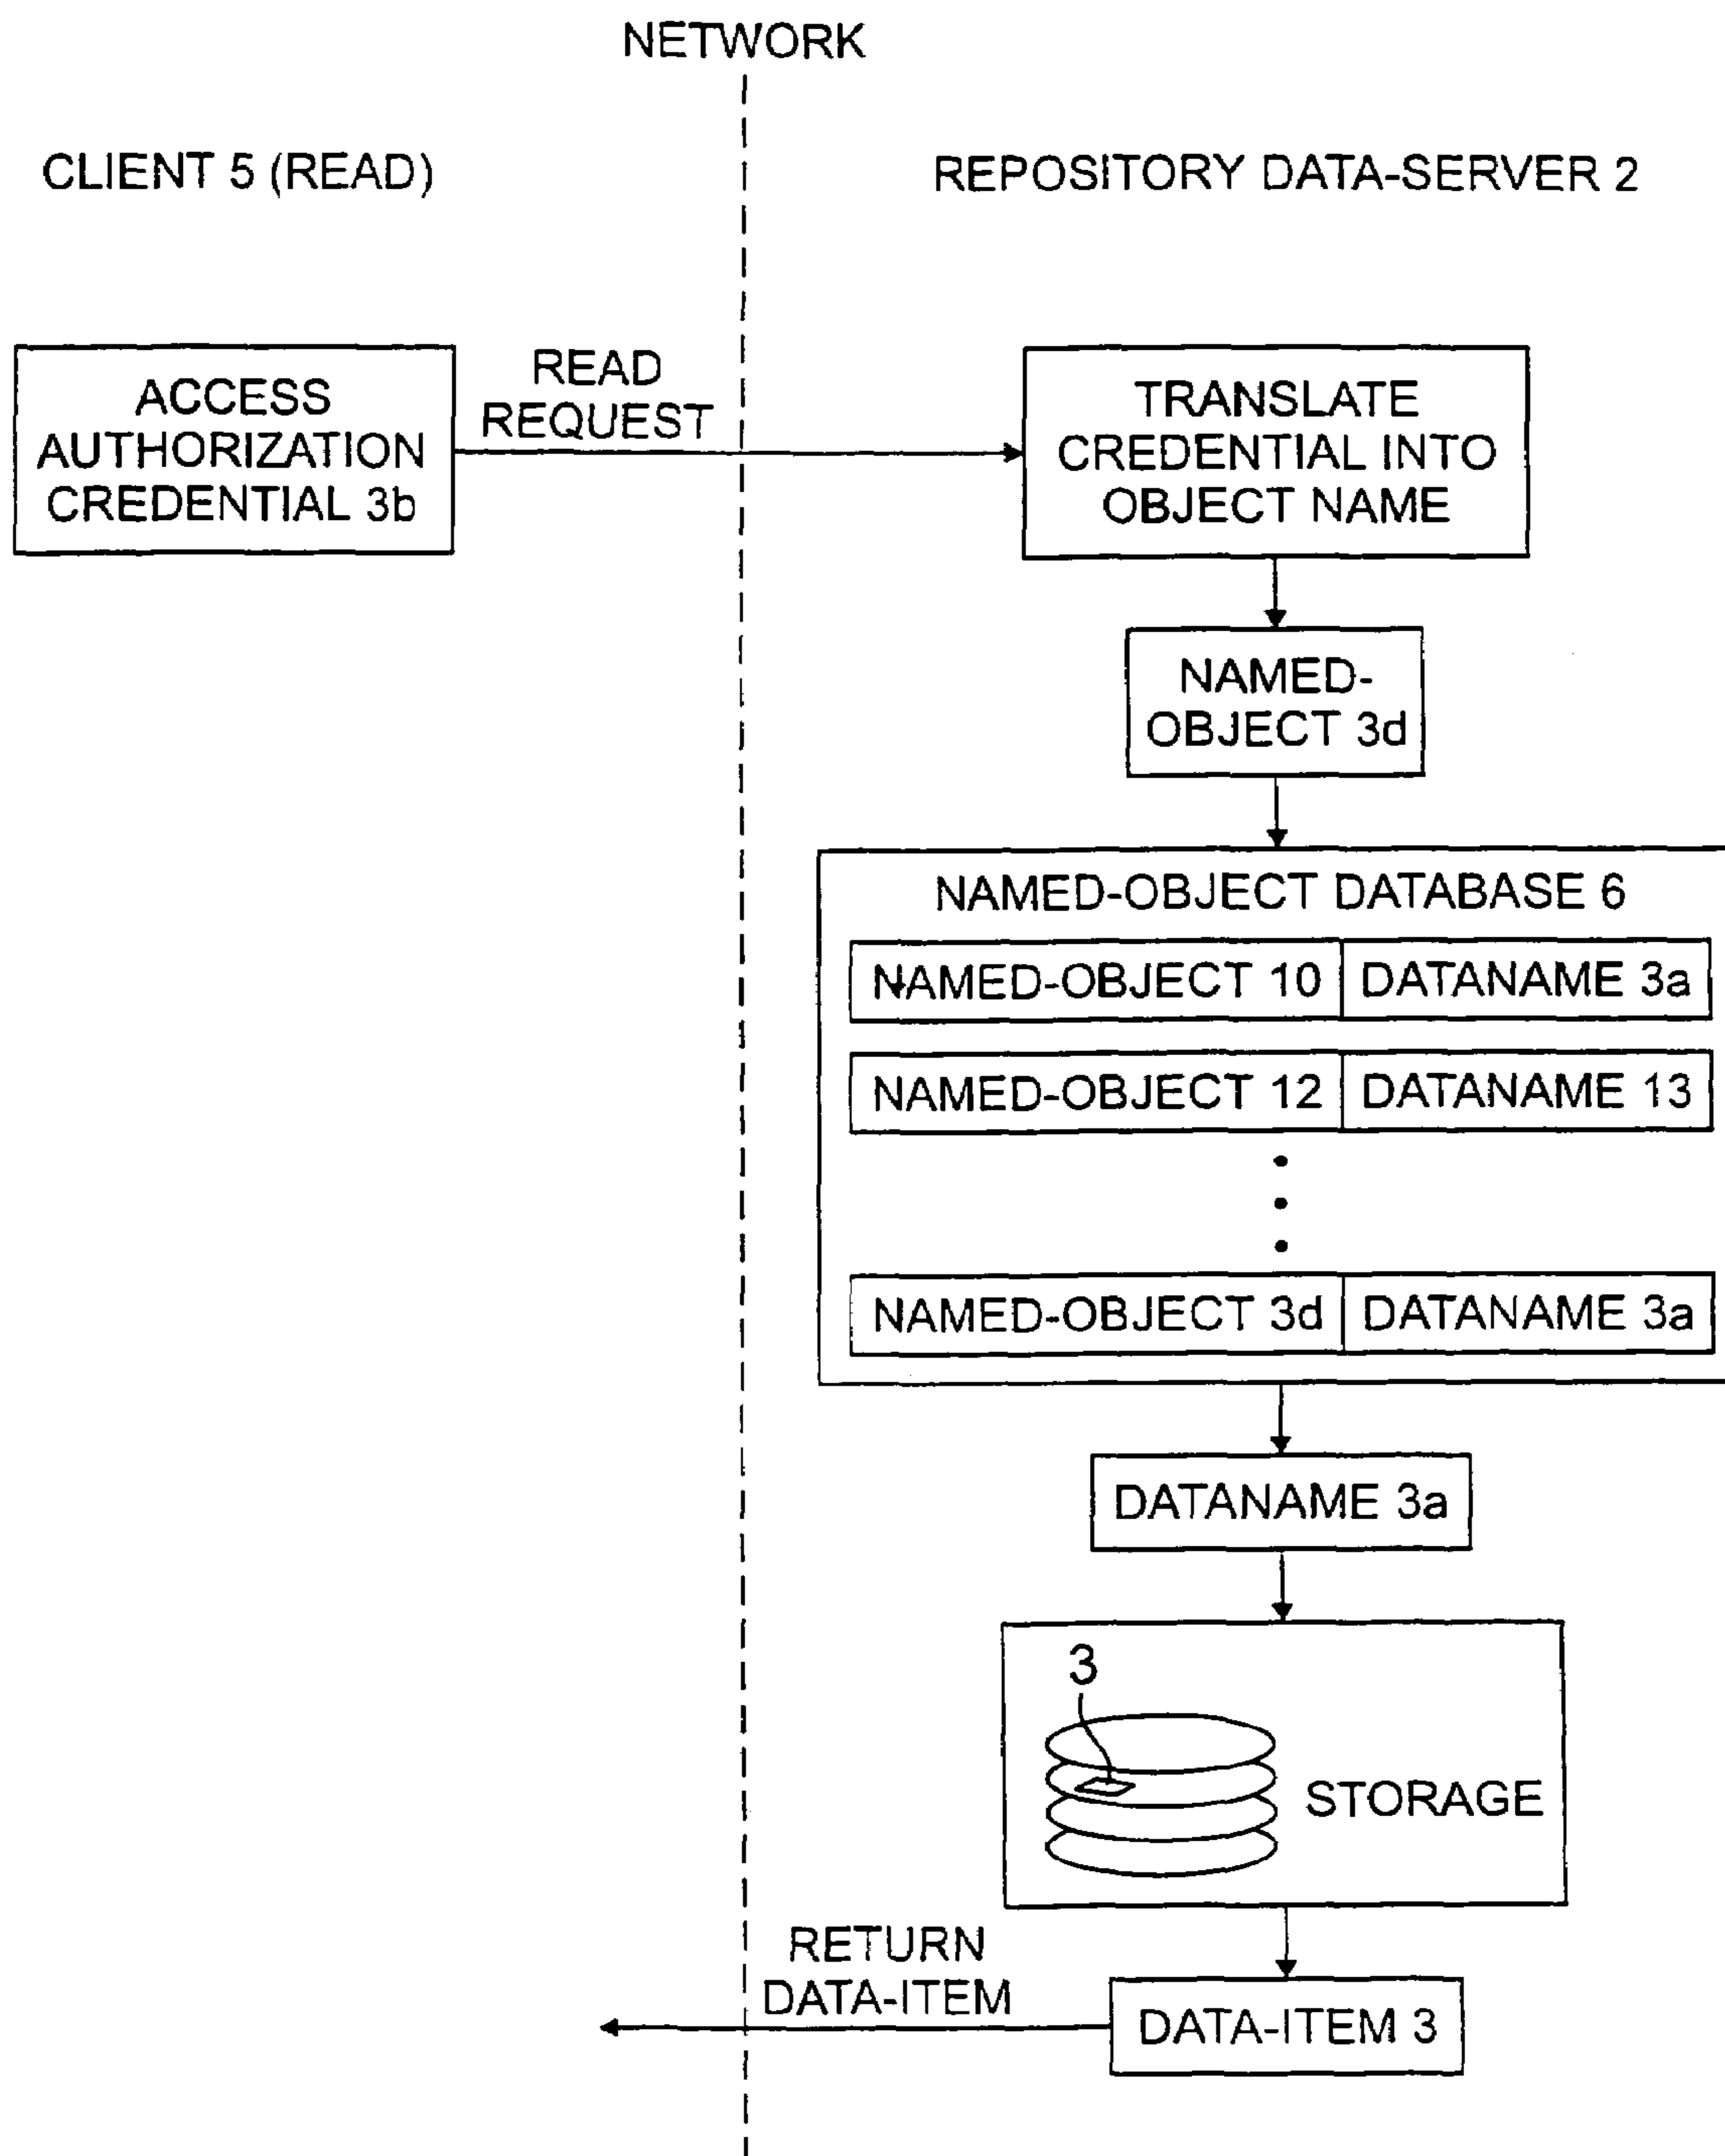 NETWORK
CLIENT 5 (READ)
REPOSITORY DATA-SERVER 2
ACCESS
AUTHORIZATION
CREDENTIAL 3b
READ
REQUEST
TRANSLATE
CREDENTIAL INTO
OBJECT NAME
NAMED-
OBJECT 3d
NAMED-OBJECT DATABASE 6
NAMED-OBJECT 10 DATANAME 3a
NAMED-OBJECT 12 DATANAME 13
NAMED-OBJECT 3d DATANAME 3a
DATANAME 3a
3
STORAGE
RETURN
DATA-ITEM
DATA-ITEM 3